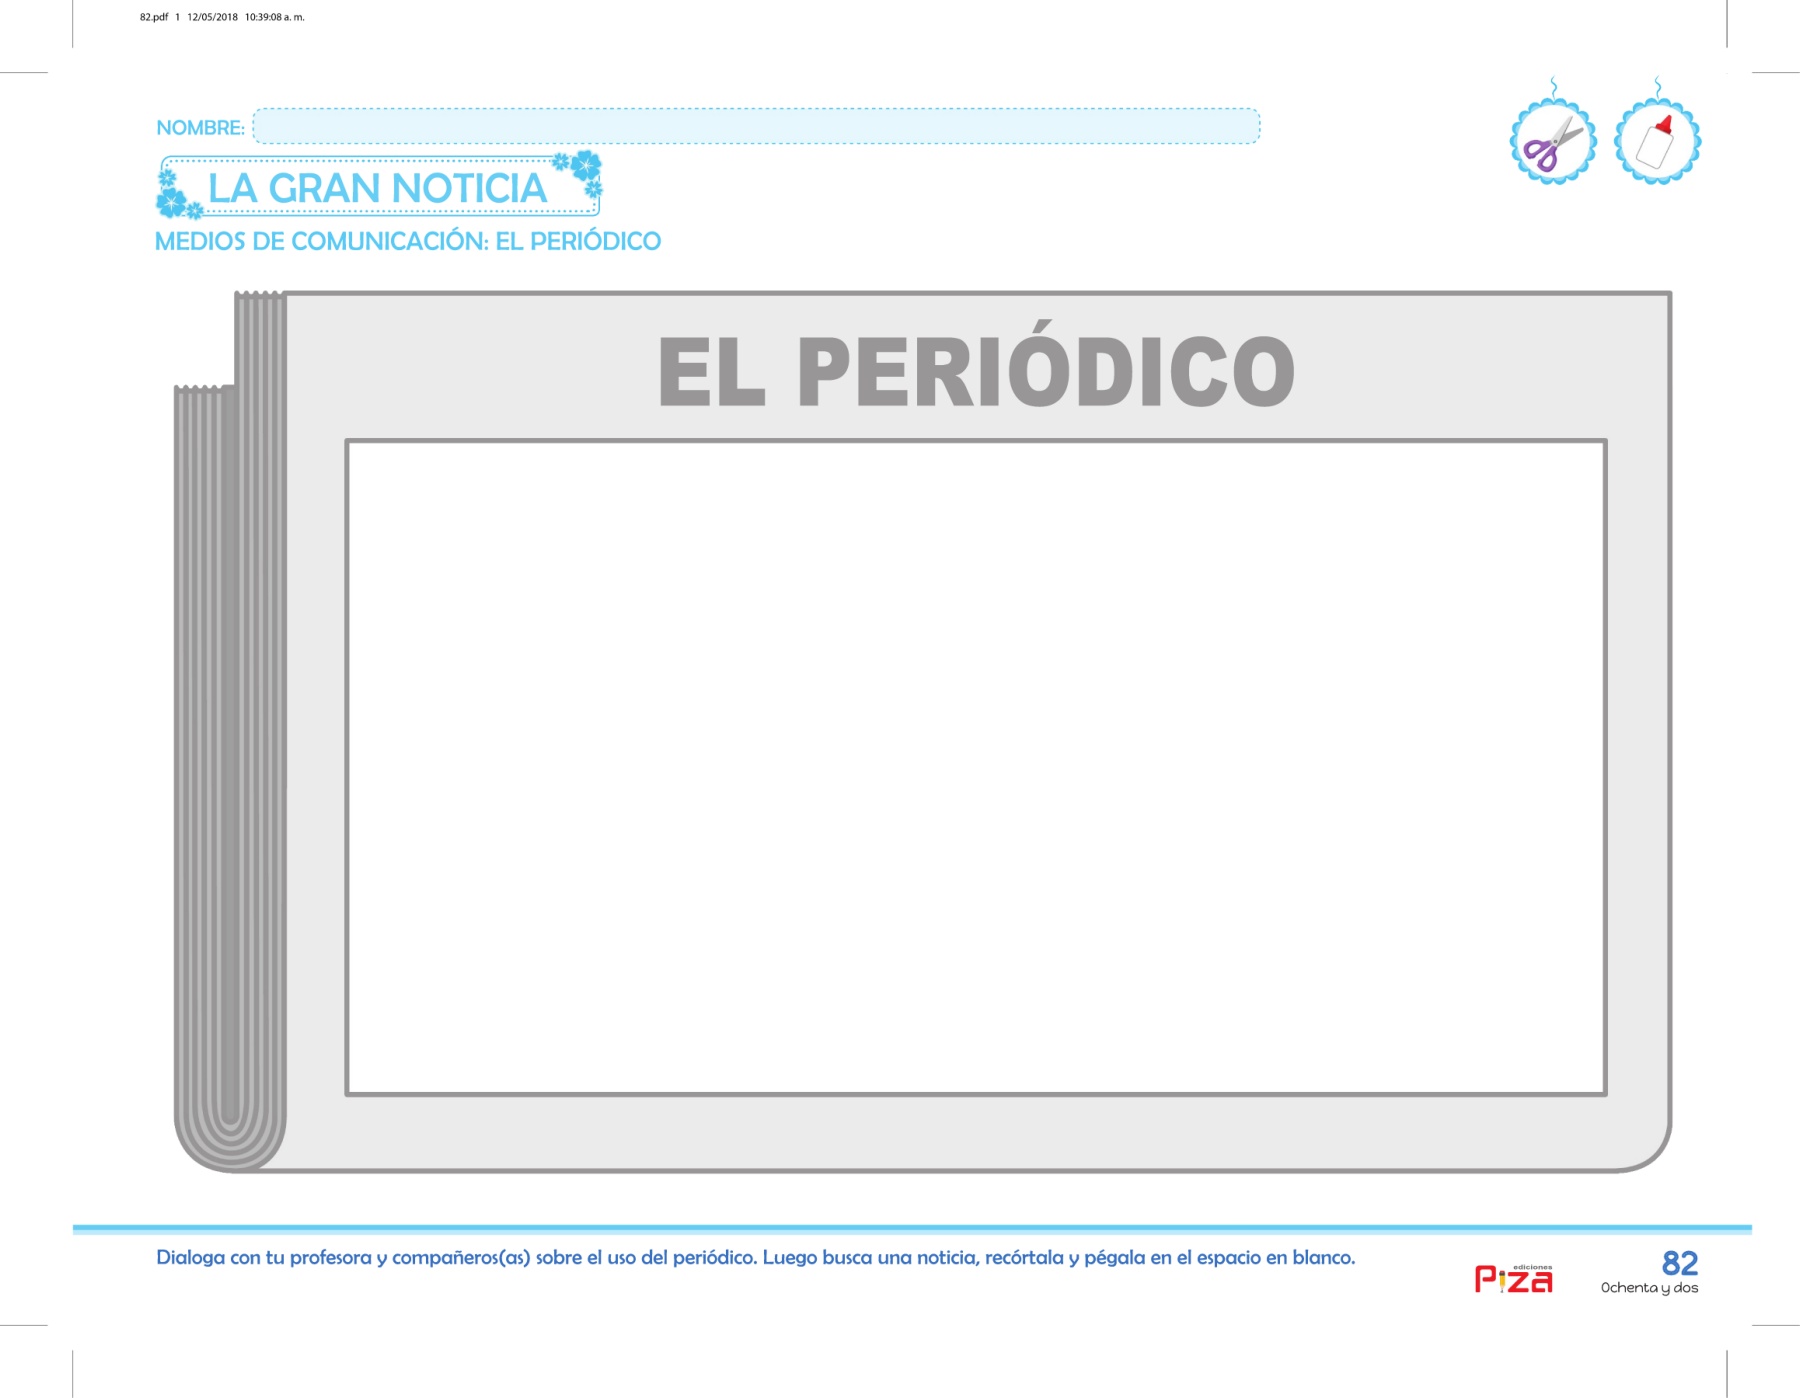 82.pdf 1 12/05/2018 10:39:08 a. m.
NOMBRE:
LA GRAN NOTICIA
MEDIOS DE COMUNICACIÓN: EL PERIÓDICO
EL PERIÓDICO
Dialoga con tu profesora y compañeros(as) sobre el uso del periódico. Luego busca una noticia, recórtala y pégala en el espacio en blanco.
ediciones
Piza
82
Ochenta y dos